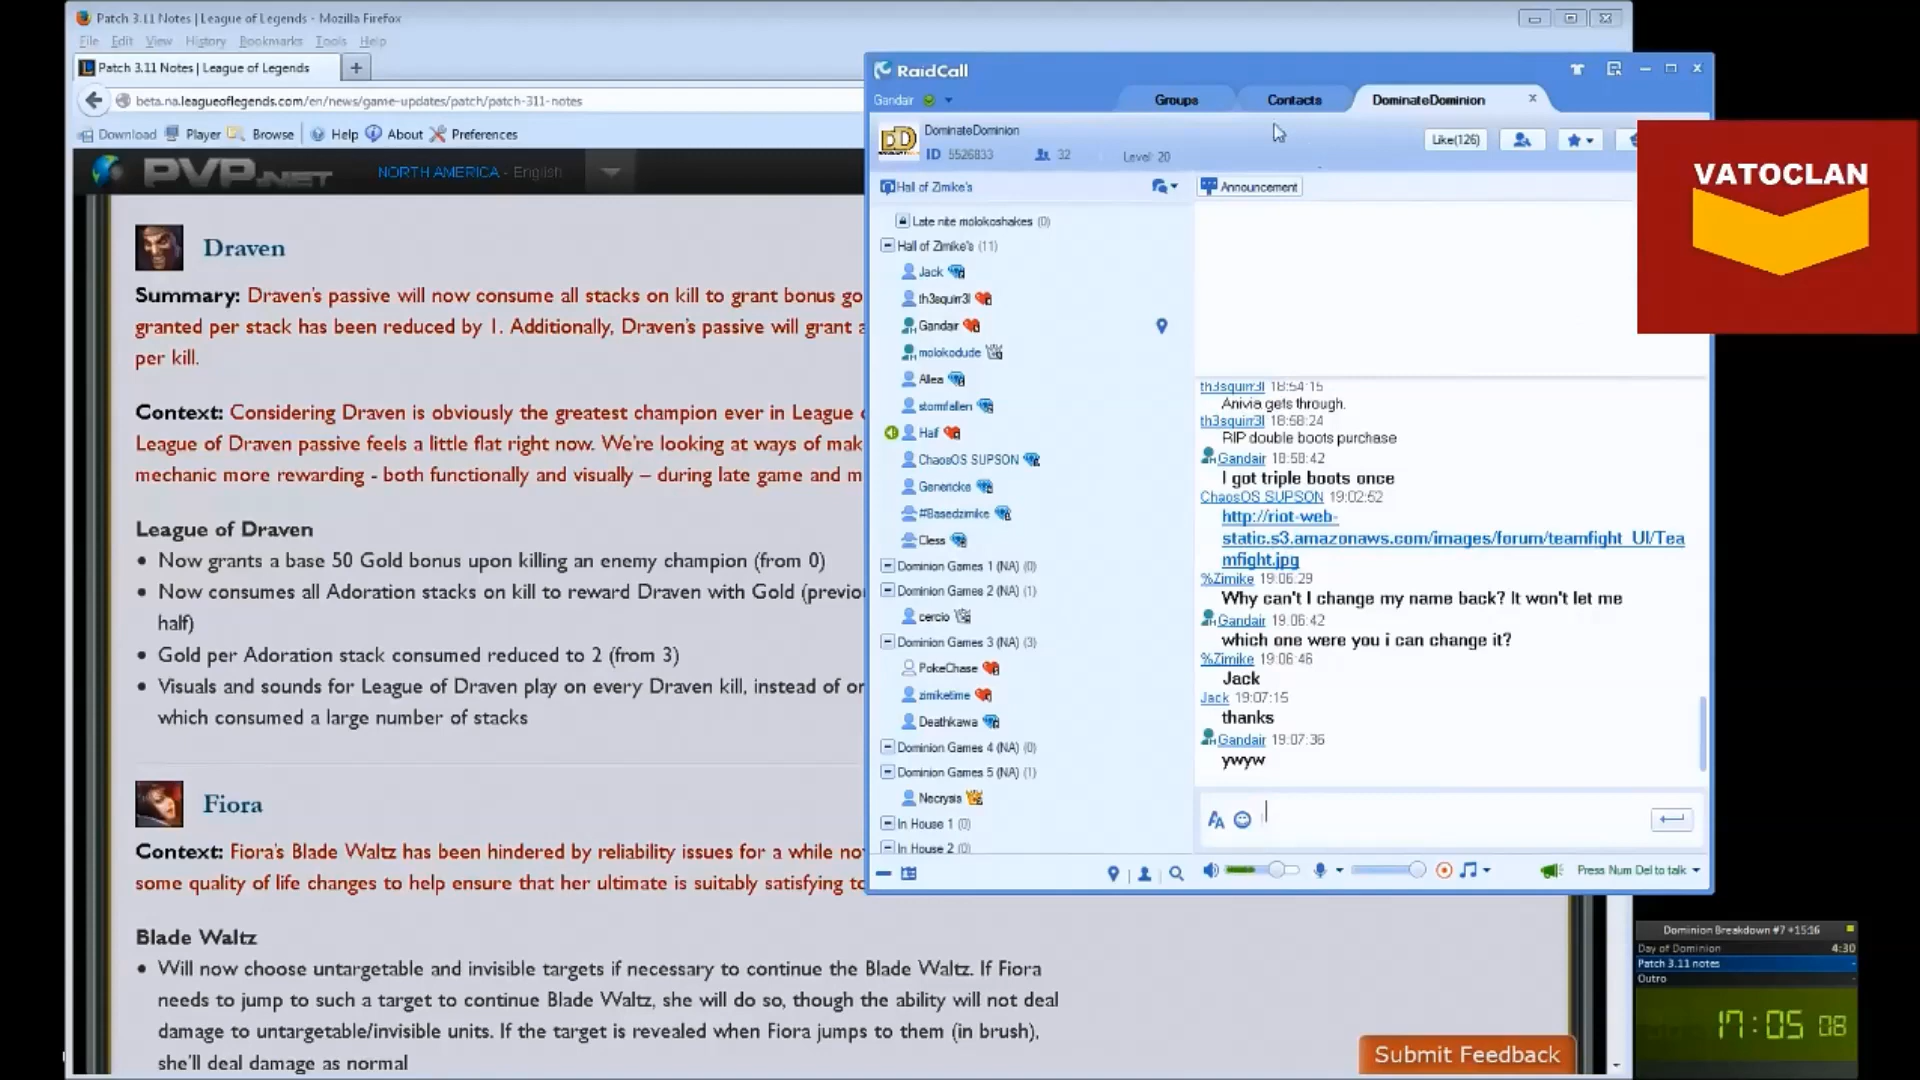 Patch 3.11 Notes | League of Legends - Mozilla Firefox
File Edit View History Bookmarks Tools Help
Patch 3.11 Notes | League of Legends
beta.na.leagueoflegends.com/en/news/game-updates/patch/patch-311-notes
Download Player Browse Help About Preferences
PVP.NET NORTH AMERICA - English
Draven
Summary: Draven's passive will now consume all stacks on kill to grant bonus go
granted per stack has been reduced by 1. Additionally, Draven's passive will grant a
per kill.
Context: Considering Draven is obviously the greatest champion ever in League
League of Draven passive feels a little flat right now. We're looking at ways of mak
mechanic more rewarding - both functionally and visually – during late game and m
League of Draven
• Now grants a base 50 Gold bonus upon killing an enemy champion (from 0)
• Now consumes all Adoration stacks on kill to reward Draven with Gold (previo
half)
• Gold per Adoration stack consumed reduced to 2 (from 3)
• Visuals and sounds for League of Draven play on every Draven kill, instead of or
which consumed a large number of stacks
Fiora
Context: Fiora's Blade Waltz has been hindered by reliability issues for a while no
some quality of life changes to help ensure that her ultimate is suitably satisfying to
Blade Waltz
• Will now choose untargetable and invisible targets if necessary to continue the Blade Waltz. If Fiora
needs to jump to such a target to continue Blade Waltz, she will do so, though the ability will not deal
damage to untargetable/invisible units. If the target is revealed when Fiora jumps to them (in brush),
she'll deal damage as normal
Submit Feedback
RaidCall
Gandair
Groups Contacts DominateDominion
DominateDominion
ID 5526833 32 Level: 20
Like(126)
Hall of Zimike's
Late nite molokoshakes (0)
Hall of Zimike's (11)
Jack
th3squirr3l
Gandair
molokodude
Allea
stormfallen
Haf
ChaosOS SUPSON
Genericke
#Basedzimike
Cless
Dominion Games 1 (NA) (0)
Dominion Games 2 (NA) (1)
cercio
Dominion Games 3 (NA) (3)
PokeChase
zimiketime
Deathkawa
Dominion Games 4 (NA) (0)
Dominion Games 5 (NA) (1)
Necrysis
In House 1 (0)
In House 2 (0)
Announcement
th3squirr3l 18:54:15
Anivia gets through.
th3squirr3l 18:58:24
RIP double boots purchase
Gandair 18:58:42
I got triple boots once
ChaosOS SUPSON 19:02:52
http://riot-web-
static.s3.amazonaws.com/images/forum/teamfight_UI/Tea
mfight.jpg
%Zimike 19:06:29
Why can't I change my name back? It won't let me
Gandair 19:06:42
which one were you i can change it?
%Zimike 19:06:46
Jack
Jack 19:07:15
thanks
Gandair 19:07:36
ywyw
Press Num Del to talk
VATOCLAN
Dominion Breakdown #7 +15:16
Day of Dominion 4:30
Patch 3.11 notes -
Outro
17:05 08